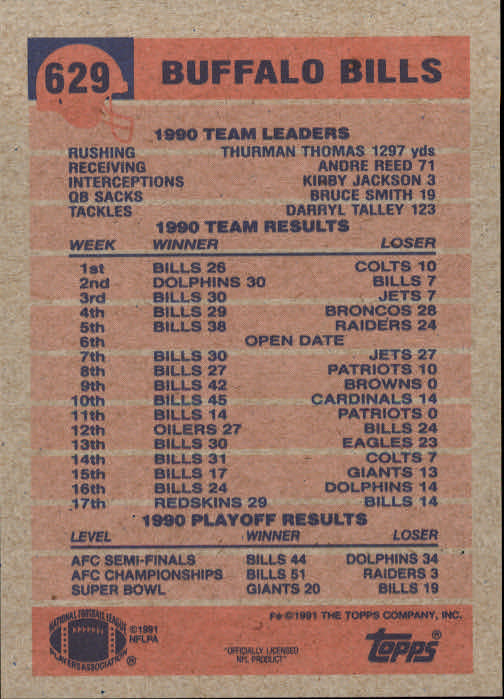 629 BUFFALO BILLS
1990 TEAM LEADERS
RUSHING THURMAN THOMAS 1297 yds
RECEIVING ANDRE REED 71
INTERCEPTIONS KIRBY JACKSON 3
QB SACKS BRUCE SMITH 19
TACKLES DARRYL TALLEY 123
1990 TEAM RESULTS
WEEK WINNER LOSER
1st BILLS 26 COLTS 10
2nd DOLPHINS 30 BILLS 7
3rd BILLS 30 JETS 7
4th BILLS 29 BRONCOS 28
5th BILLS 38 RAIDERS 24
6th OPEN DATE
7th BILLS 30 JETS 27
8th BILLS 27 PATRIOTS 10
9th BILLS 42 BROWNS 0
10th BILLS 45 CARDINALS 14
11th BILLS 14 PATRIOTS 0
12th OILERS 27 BILLS 24
13th BILLS 30 EAGLES 23
14th BILLS 31 COLTS 7
15th BILLS 17 GIANTS 13
16th BILLS 24 DOLPHINS 14
17th REDSKINS 29 BILLS 14
1990 PLAYOFF RESULTS
LEVEL WINNER LOSER
AFC SEMI-FINALS BILLS 44 DOLPHINS 34
AFC CHAMPIONSHIPS BILLS 51 RAIDERS 3
SUPER BOWL GIANTS 20 BILLS 19
F★©1991 THE TOPPS COMPANY, INC.
NATIONAL FOOTBALL LEAGUE
PLAYERS ASSOCIATION ®
©1991
NFLPA
"OFFICIALLY LICENSED
NFL PRODUCT"
Topps®